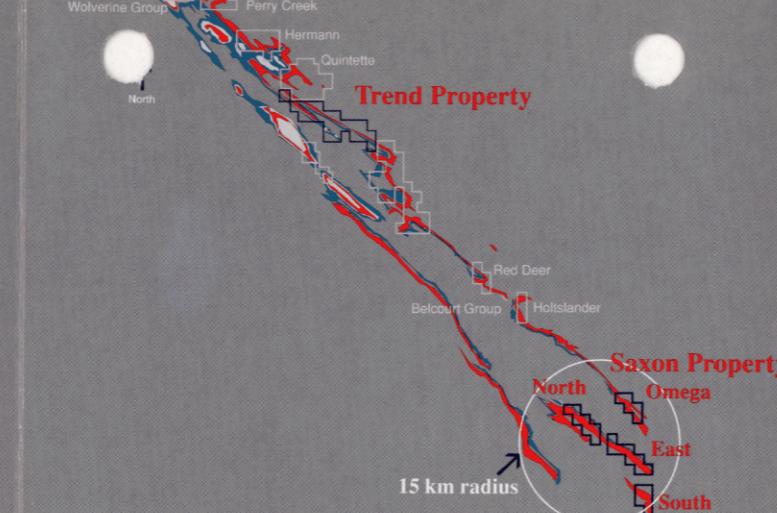 Wolverine Group
Perry Creek
Hermann
Quintette
North
Trend Property
Red Deer
Belcourt Group
Holtslander
Saxon Property
North
Omega
East
15 km radius
South